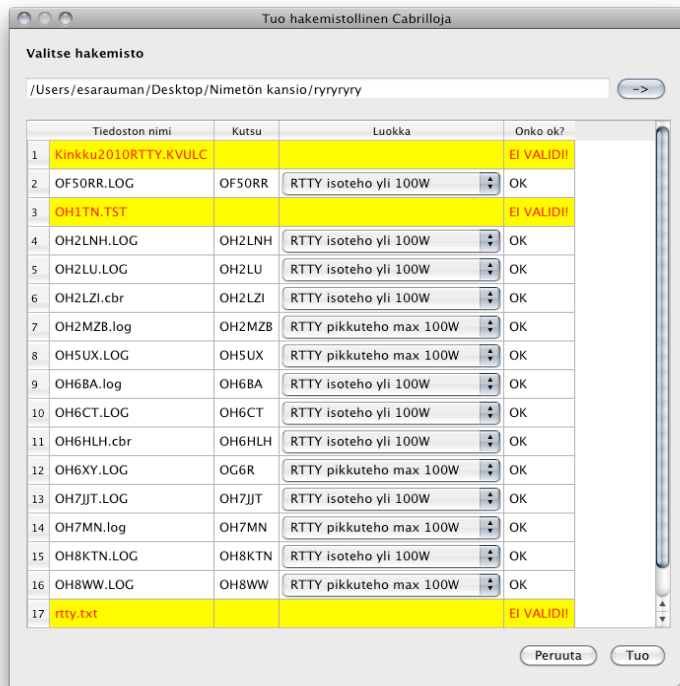 Tuo hakemistollinen Cabrilloja
Valitse hakemisto
/Users/esarauman/Desktop/Nimetön kansio/ryryryry
->
Tiedoston nimi Kutsu Luokka Onko ok?
1 Kinkku2010RTTY.KVULC EI VALIDI!
2 OF50RR.LOG OF50RR RTTY isoteho yli 100W OK
3 OH1TN.TST EI VALIDI!
4 OH2LNH.LOG OH2LNH RTTY isoteho yli 100W OK
5 OH2LU.LOG OH2LU RTTY isoteho yli 100W OK
6 OH2LZI.cbr OH2LZI RTTY isoteho yli 100W OK
7 OH2MZB.log OH2MZB RTTY pikkuteho max 100W OK
8 OH5UX.LOG OH5UX RTTY pikkuteho max 100W OK
9 OH6BA.log OH6BA RTTY isoteho yli 100W OK
10 OH6CT.LOG OH6CT RTTY isoteho yli 100W OK
11 OH6HLH.cbr OH6HLH RTTY isoteho yli 100W OK
12 OH6XY.LOG OG6R RTTY pikkuteho max 100W OK
13 OH7JJT.LOG OH7JJT RTTY isoteho yli 100W OK
14 OH7MN.log OH7MN RTTY pikkuteho max 100W OK
15 OH8KTN.LOG OH8KTN RTTY isoteho yli 100W OK
16 OH8WW.LOG OH8WW RTTY pikkuteho max 100W OK
17 rtty.txt EI VALIDI!
Peruuta Tuo